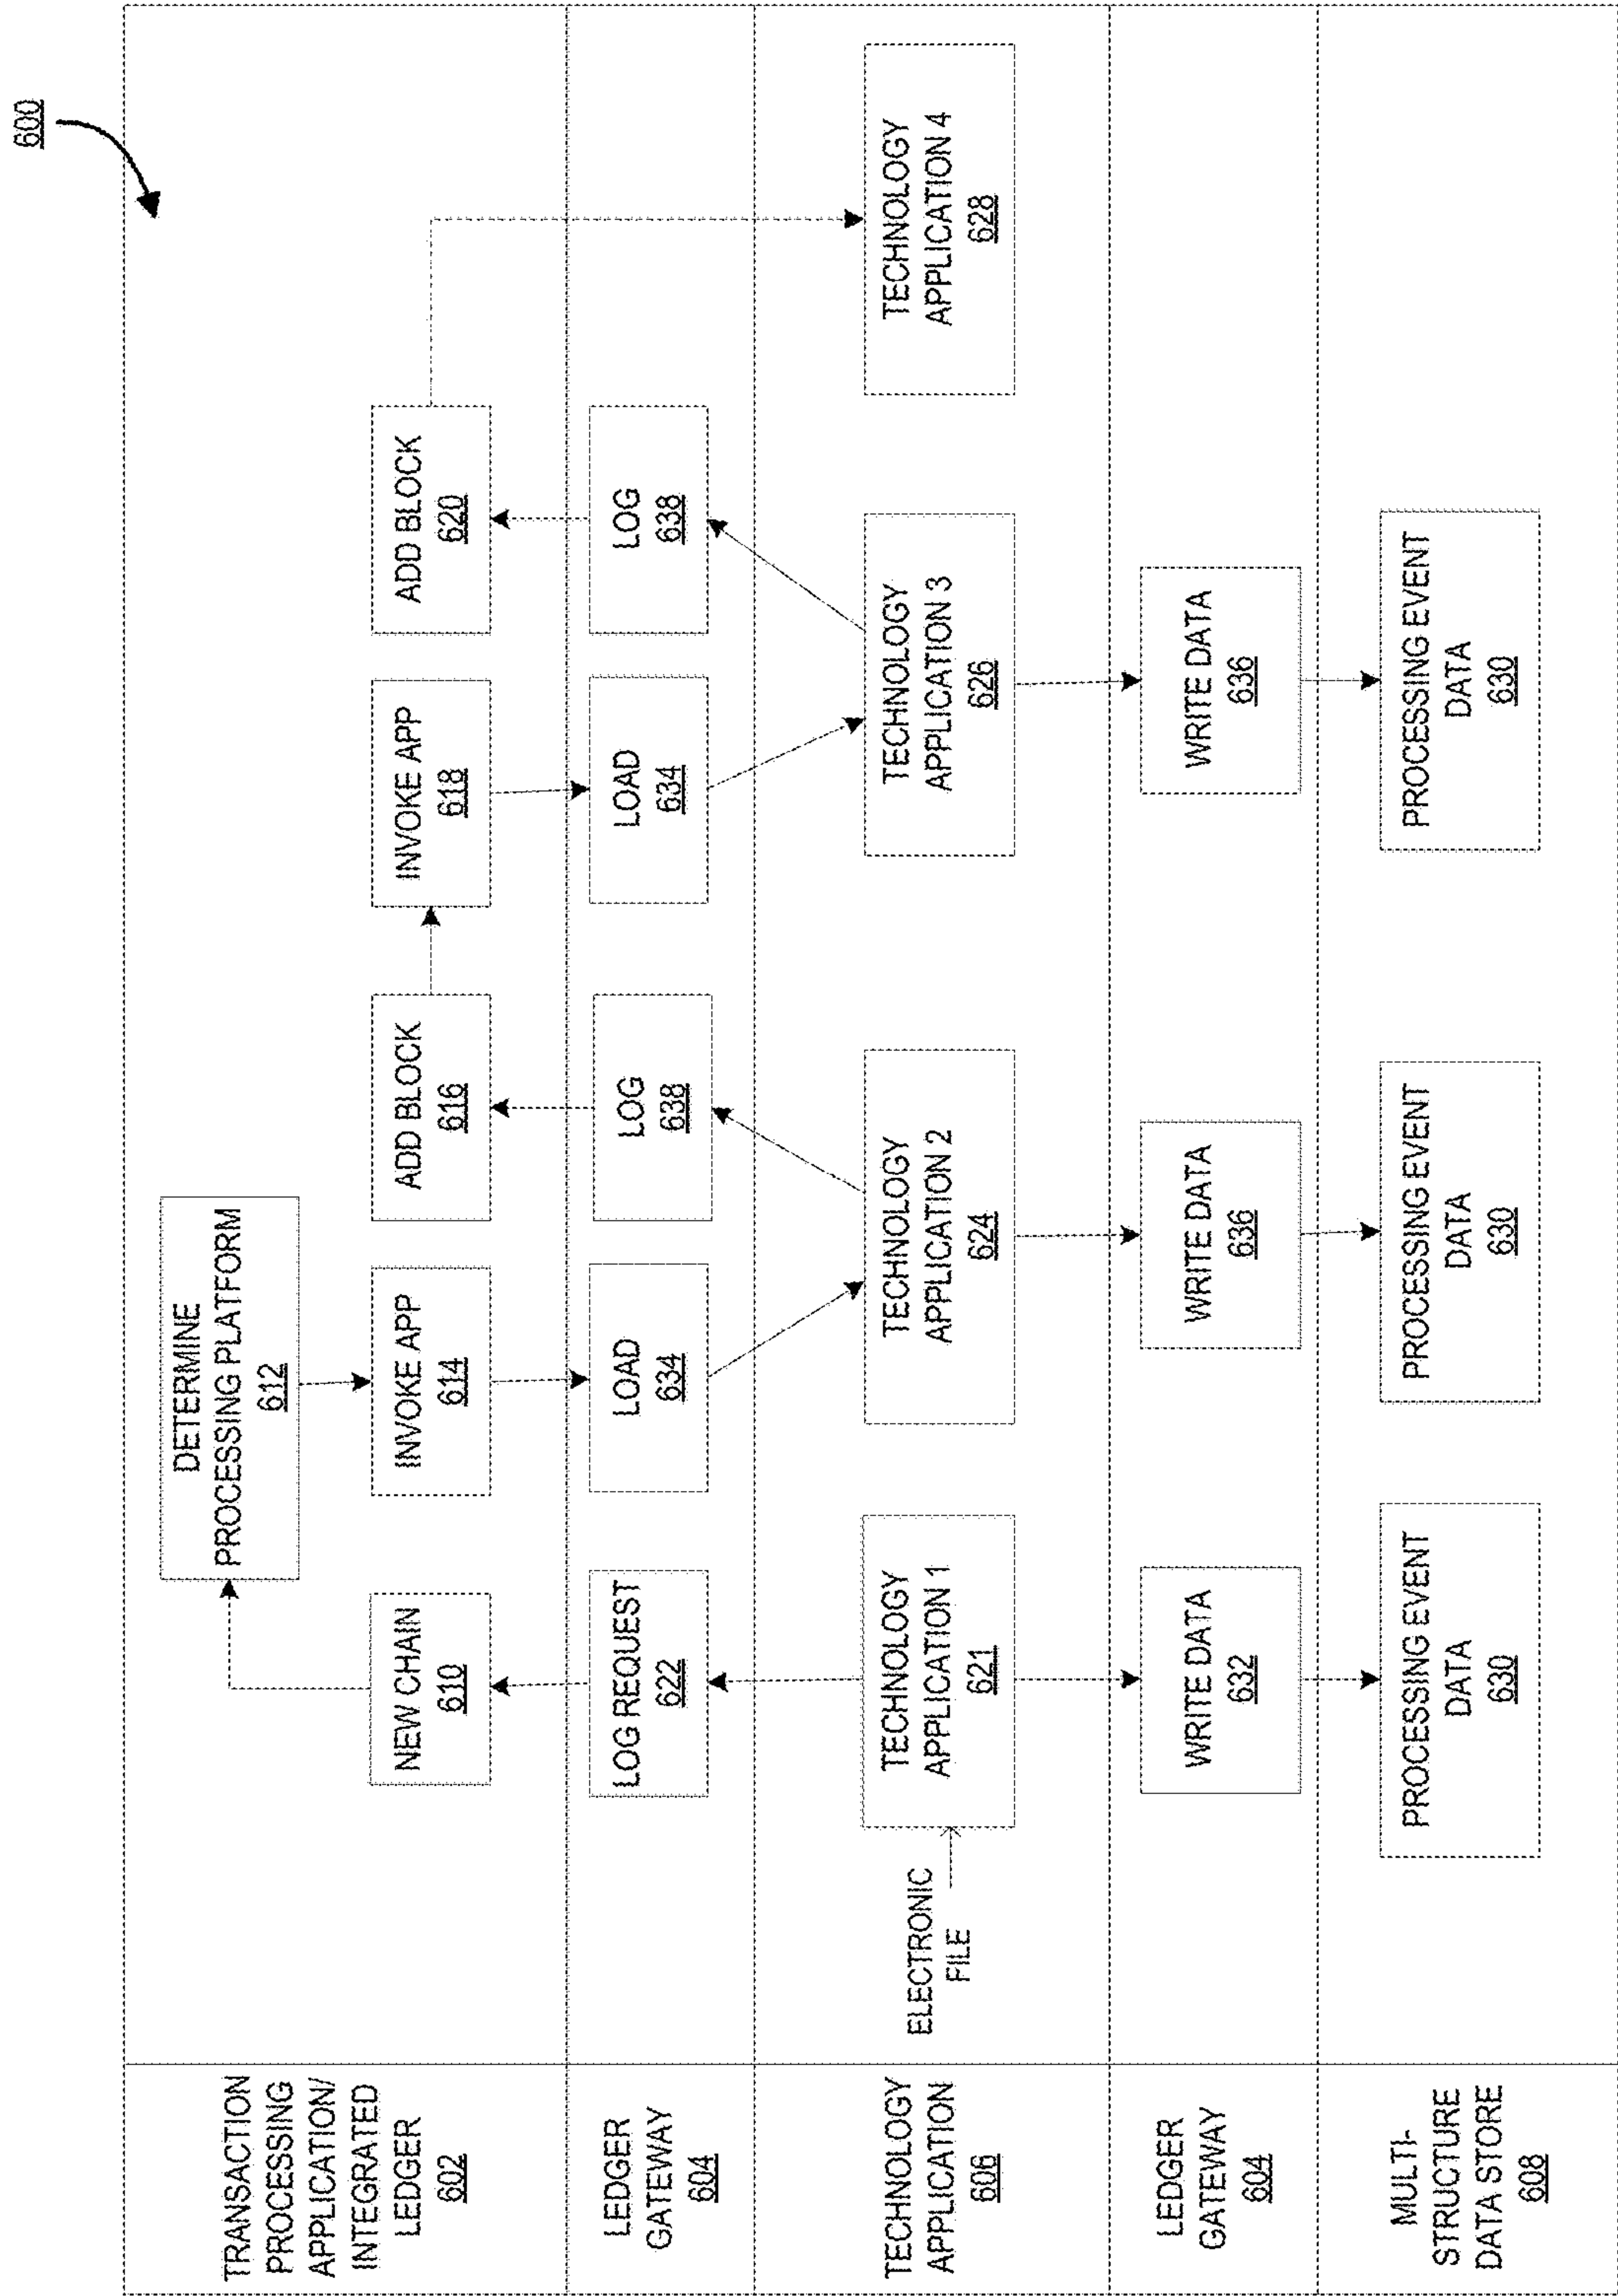 600
TRANSACTION
PROCESSING
APPLICATION/
INTEGRATED
LEDGER
602
DETERMINE
PROCESSING PLATFORM
612
NEW CHAIN
610
INVOKE APP
614
ADD BLOCK
616
INVOKE APP
618
ADD BLOCK
620
LEDGER
GATEWAY
604
LOG REQUEST
622
LOAD
634
LOG
638
LOAD
634
LOG
638
TECHNOLOGY
APPLICATION
606
ELECTRONIC
FILE
TECHNOLOGY
APPLICATION 1
621
TECHNOLOGY
APPLICATION 2
624
TECHNOLOGY
APPLICATION 3
626
TECHNOLOGY
APPLICATION 4
628
LEDGER
GATEWAY
604
WRITE DATA
632
WRITE DATA
636
WRITE DATA
636
MULTI-
STRUCTURE
DATA STORE
608
PROCESSING EVENT
DATA
630
PROCESSING EVENT
DATA
630
PROCESSING EVENT
DATA
630